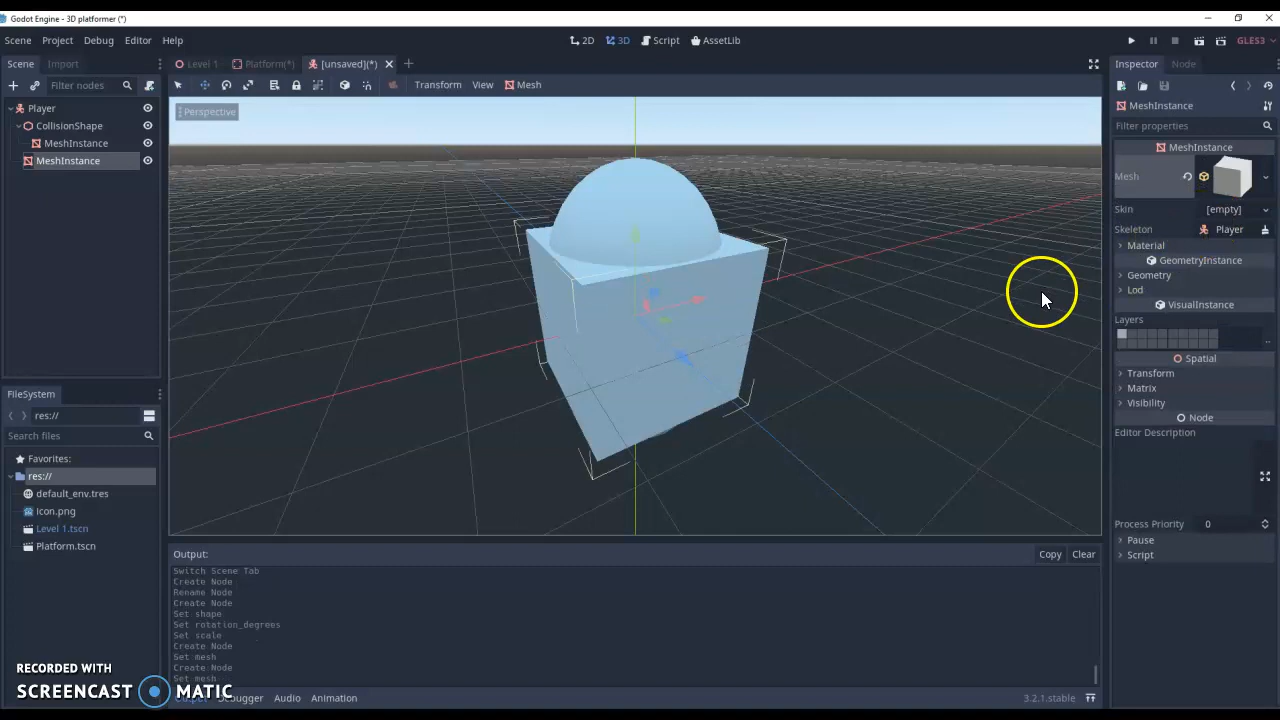 Godot Engine - 3D platformer (*)
Scene Project Debug Editor Help
2D 3D Script AssetLib
GLES3
Scene Import
Level 1 Platform(*) [unsaved](*)
Inspector Node
Filter nodes
Transform View Mesh
Player
CollisionShape
MeshInstance
MeshInstance
Perspective
MeshInstance
Filter properties
MeshInstance
Mesh
Skin [empty]
Skeleton Player
Material
GeometryInstance
Geometry
Lod
VisualInstance
Layers
Spatial
Transform
Matrix
Visibility
Node
Editor Description
Process Priority 0
Pause
Script
FileSystem
res://
Search files
Favorites:
res://
default_env.tres
icon.png
Level 1.tscn
Platform.tscn
Output:
Copy Clear
Switch Scene Tab
Create Node
Rename Node
Create Node
Set shape
Set rotation_degrees
Set scale
Create Node
Set mesh
Create Node
Set mesh
Audio Animation
3.2.1.stable
RECORDED WITH
SCREENCAST MATIC